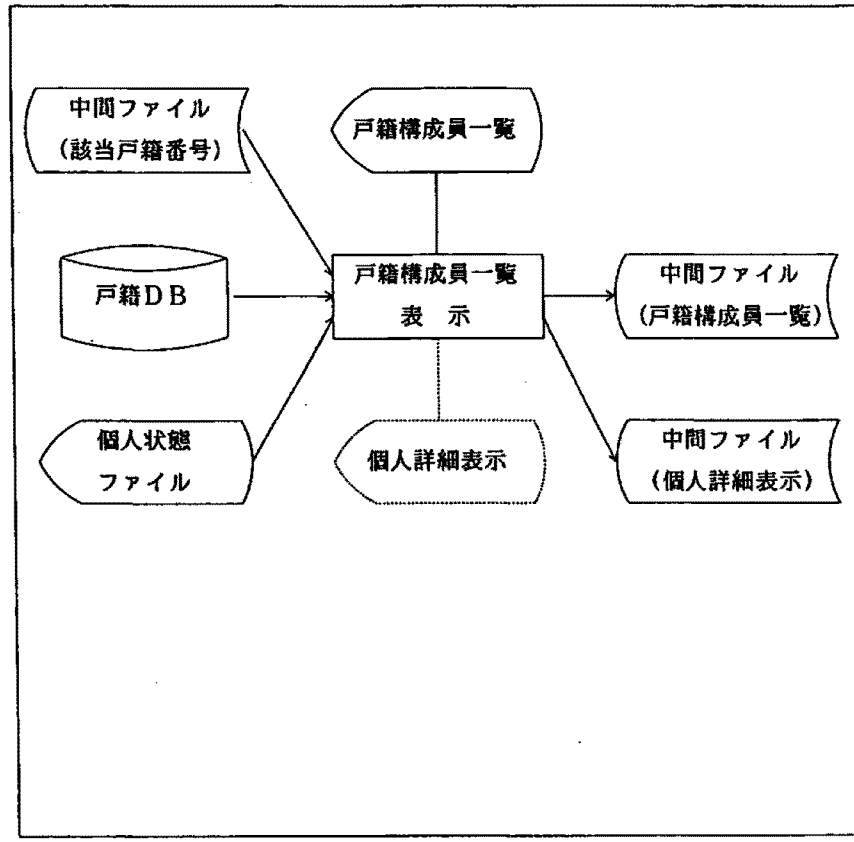 中間ファイル
(該当戸籍番号)
戸籍構成員一覧
戸籍DB
戸籍構成員一覧
表　示
中間ファイル
(戸籍構成員一覧)
個人状態
ファイル
個人詳細表示
中間ファイル
(個人詳細表示)